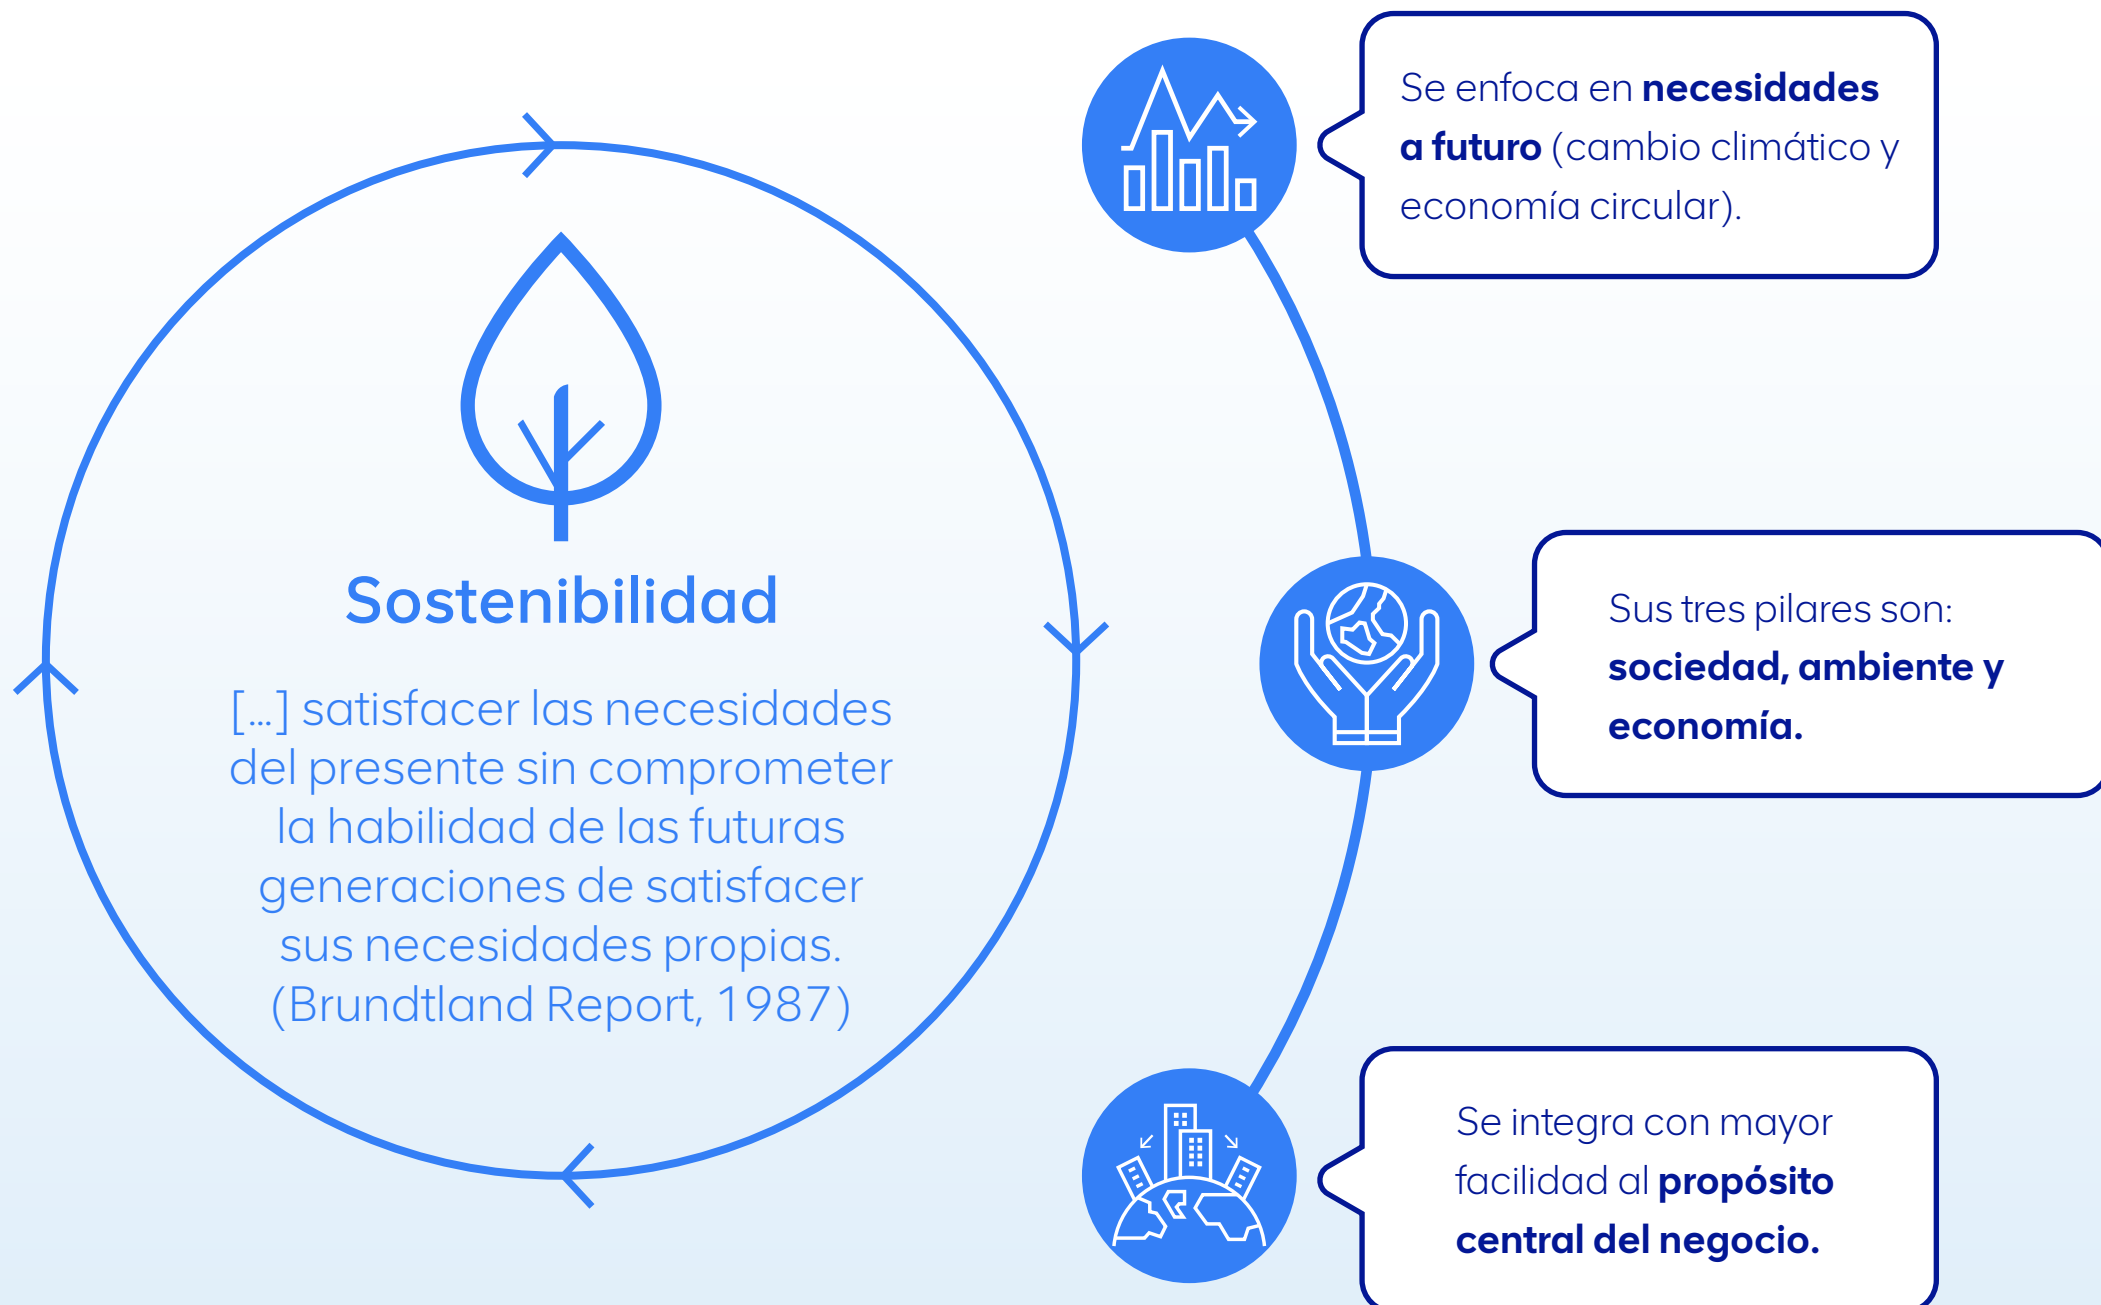 Sostenibilidad
[...] satisfacer las necesidades
del presente sin comprometer
la habilidad de las futuras
generaciones de satisfacer
sus necesidades propias.
(Brundtland Report, 1987)
Se enfoca en necesidades
a futuro (cambio climático y
economía circular).
Sus tres pilares son:
sociedad, ambiente y
economía.
Se integra con mayor
facilidad al propósito
central del negocio.